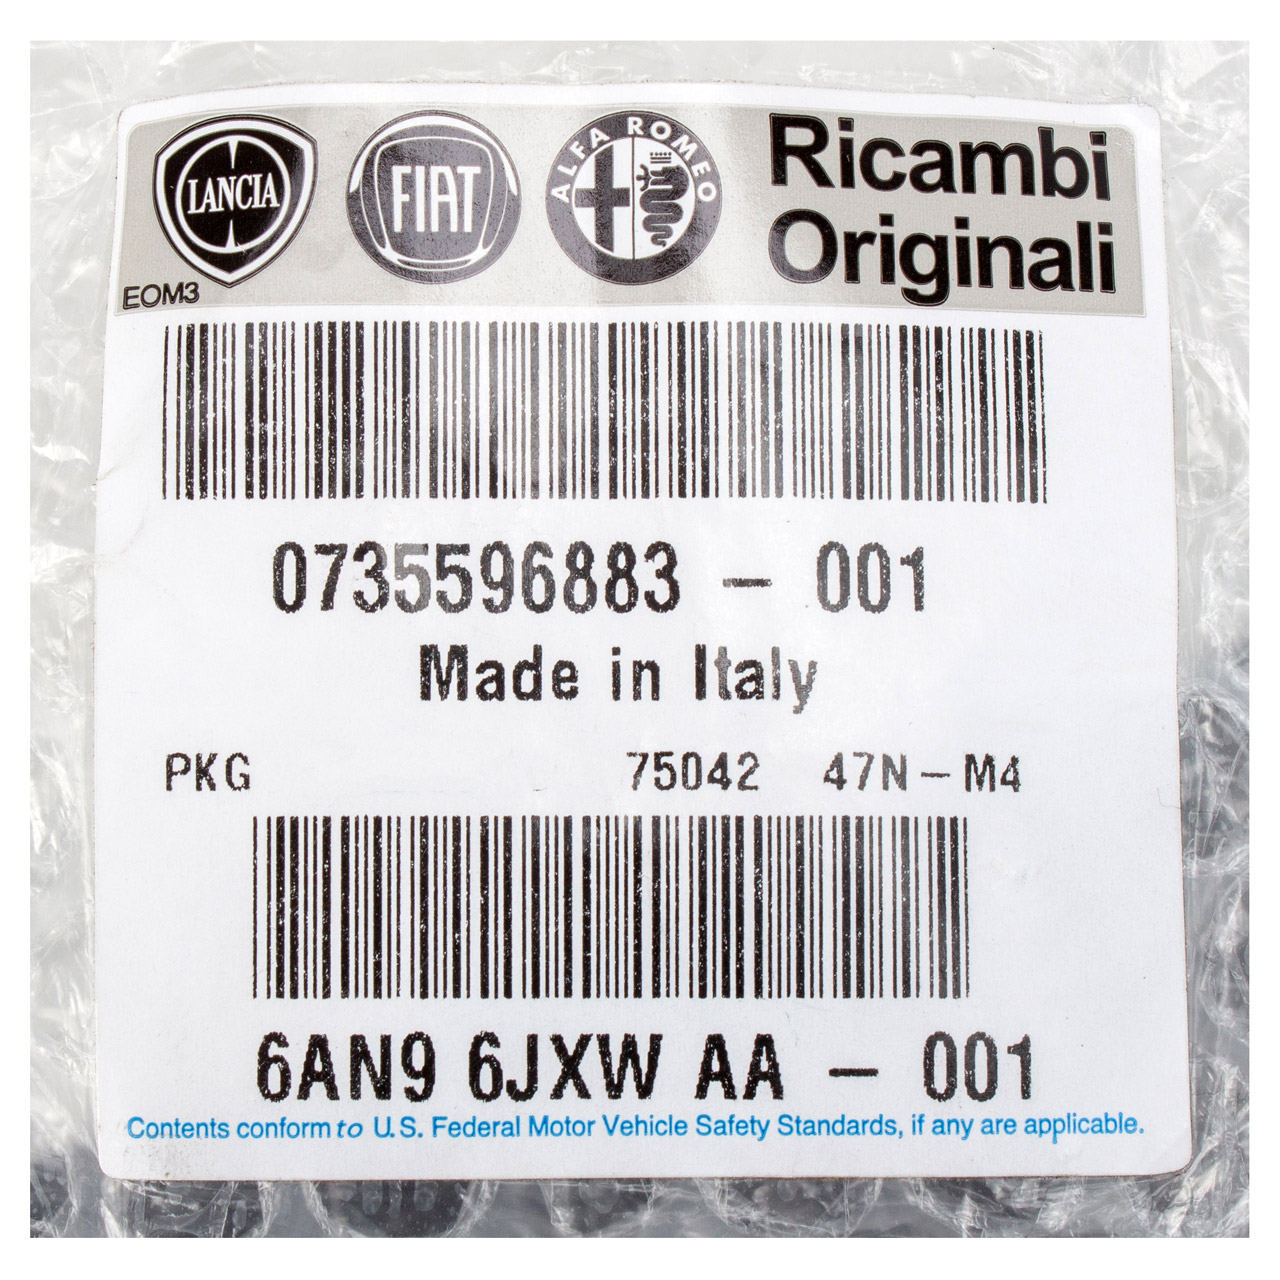 LANCIA
FIAT
ALFA ROMEO
Ricambi
Originali
EOM3
0735596883 – 001
Made in Italy
PKG 75042 47N–M4
6AN9 6JXW AA – 001
Contents conform to U.S. Federal Motor Vehicle Safety Standards, if any are applicable.